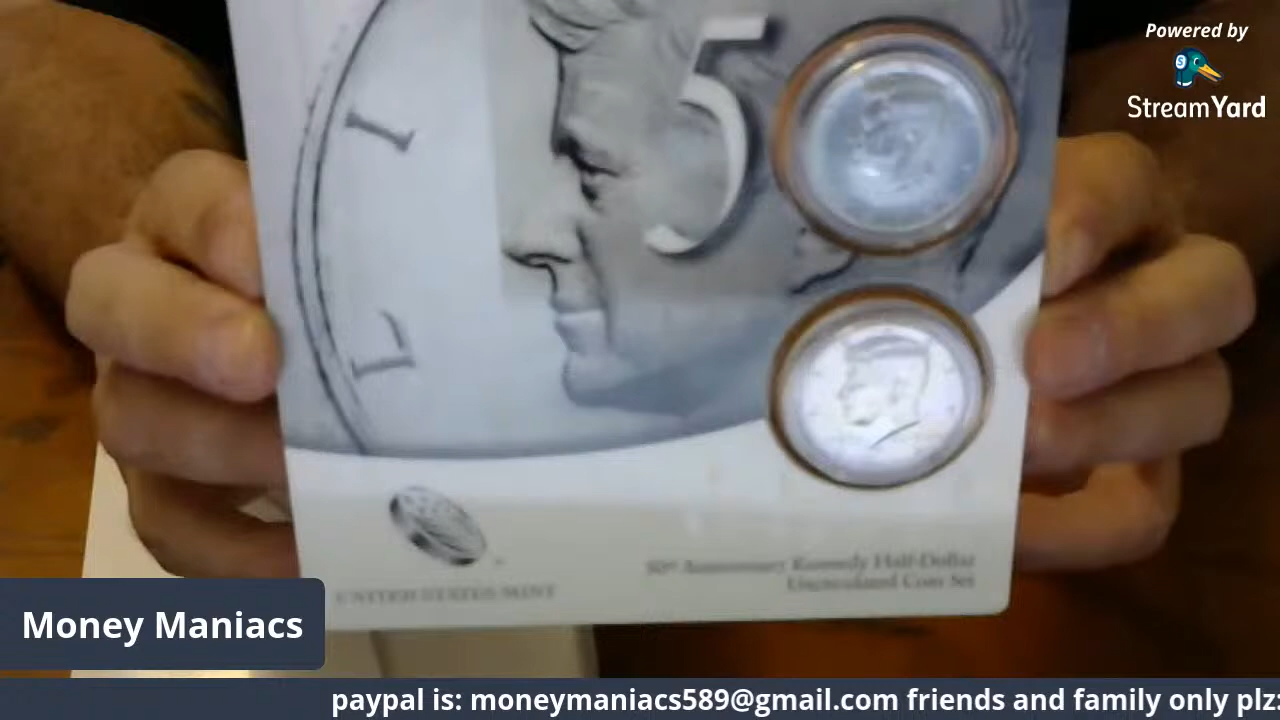 Powered by
StreamYard
5
L I
UNITED STATES MINT
50th Anniversary Kennedy Half-Dollar
Uncirculated Coin Set
Money Maniacs
paypal is: moneymaniacs589@gmail.com friends and family only plz: